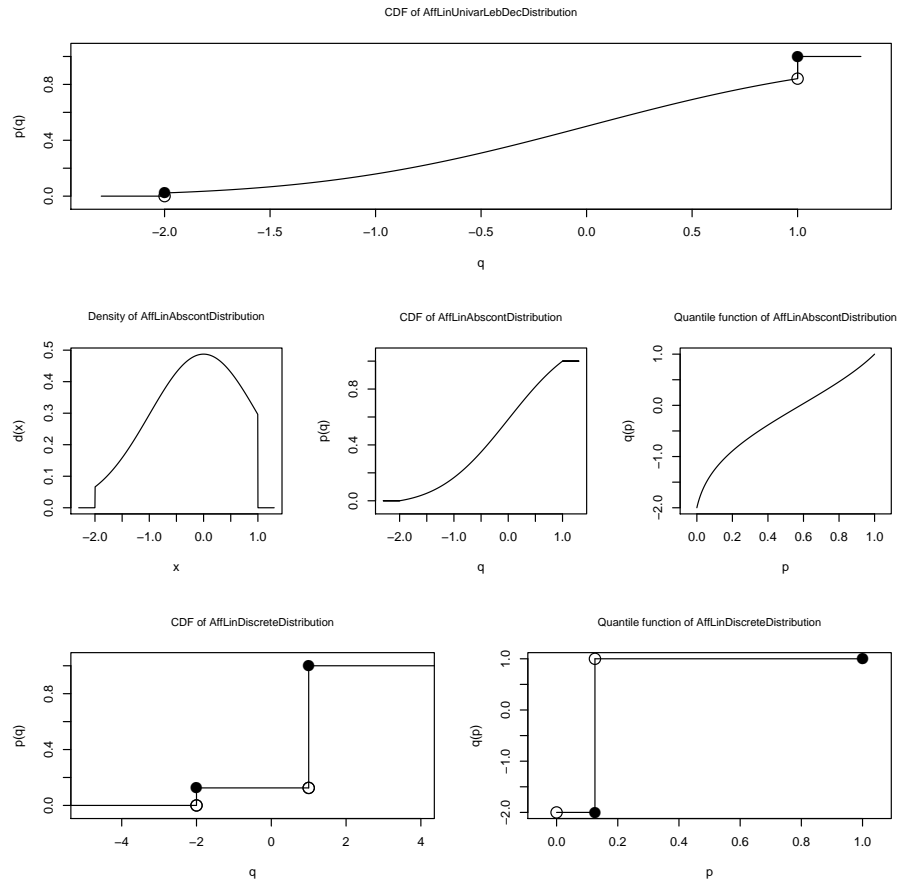 CDF of AffLinUnivarLebDecDistribution
p(q)
0.8
0.4
0.0
−2.0 −1.5 −1.0 −0.5 0.0 0.5 1.0
q
Density of AffLinAbscontDistribution
d(x)
0.5
0.4
0.3
0.2
0.1
0.0
−2.0 −1.0 0.0 1.0
x
CDF of AffLinAbscontDistribution
p(q)
0.8
0.4
0.0
−2.0 −1.0 0.0 1.0
q
Quantile function of AffLinAbscontDistribution
q(p)
1.0
0.0
−1.0
−2.0
0.0 0.2 0.4 0.6 0.8 1.0
p
CDF of AffLinDiscreteDistribution
p(q)
0.8
0.4
0.0
−4 −2 0 2 4
q
Quantile function of AffLinDiscreteDistribution
q(p)
1.0
0.0
−1.0
−2.0
0.0 0.2 0.4 0.6 0.8 1.0
p